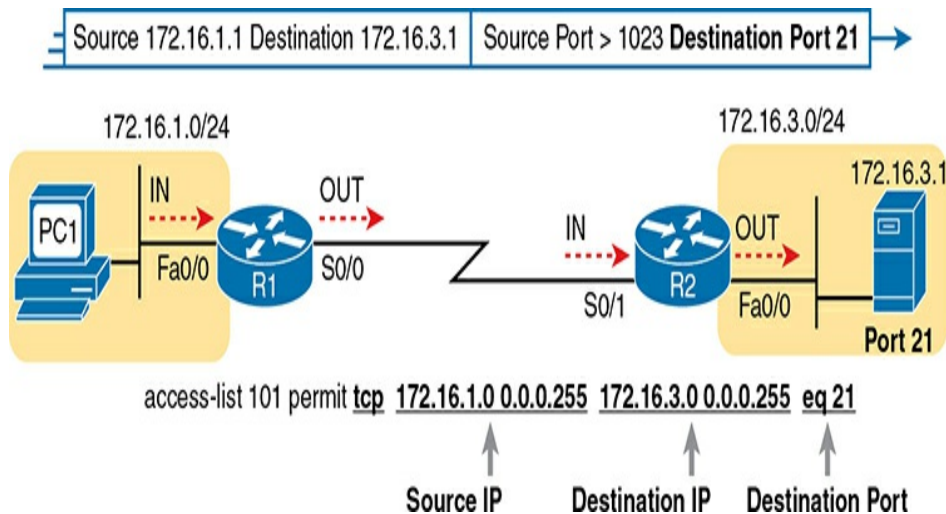 Source 172.16.1.1 Destination 172.16.3.1 Source Port > 1023 Destination Port 21
172.16.1.0/24
172.16.3.0/24
172.16.3.1
IN
OUT
IN
OUT
PC1
Fa0/0
R1
S0/0
S0/1
R2
Fa0/0
Port 21
access-list 101 permit tcp 172.16.1.0 0.0.0.255 172.16.3.0 0.0.0.255 eq 21
Source IP
Destination IP
Destination Port